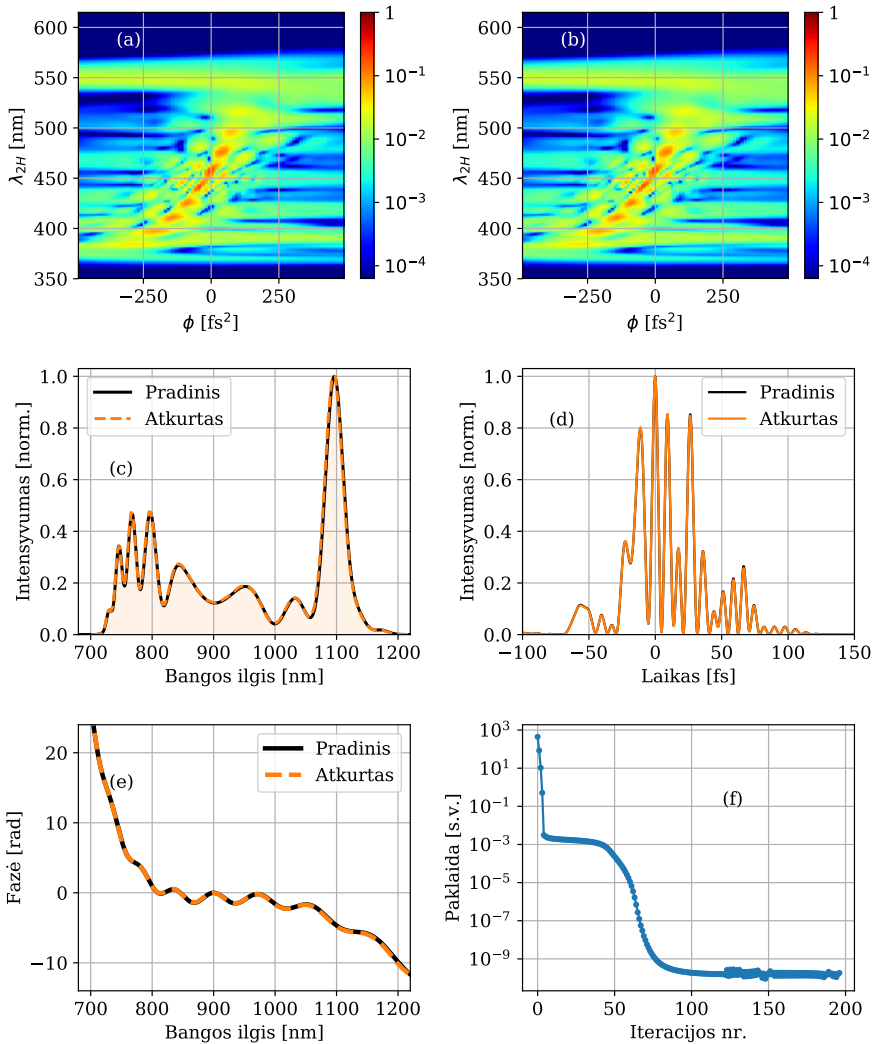 (a)
600
550
500
450
400
350
λ2H [nm]
−250 0 250
ϕ [fs²]
1
10⁻¹
10⁻²
10⁻³
10⁻⁴
(b)
600
550
500
450
400
350
λ2H [nm]
−250 0 250
ϕ [fs²]
1
10⁻¹
10⁻²
10⁻³
10⁻⁴
Pradinis
Atkurtas
(c)
1.0
0.8
0.6
0.4
0.2
0.0
Intensyvumas [norm.]
700 800 900 1000 1100 1200
Bangos ilgis [nm]
Pradinis
Atkurtas
(d)
1.0
0.8
0.6
0.4
0.2
0.0
Intensyvumas [norm.]
−100 −50 0 50 100 150
Laikas [fs]
Pradinis
Atkurtas
(e)
20
10
0
−10
Fazė [rad]
700 800 900 1000 1100 1200
Bangos ilgis [nm]
(f)
10³
10¹
10⁻¹
10⁻³
10⁻⁵
10⁻⁷
10⁻⁹
Paklaida [s.v.]
0 50 100 150 200
Iteracijos nr.